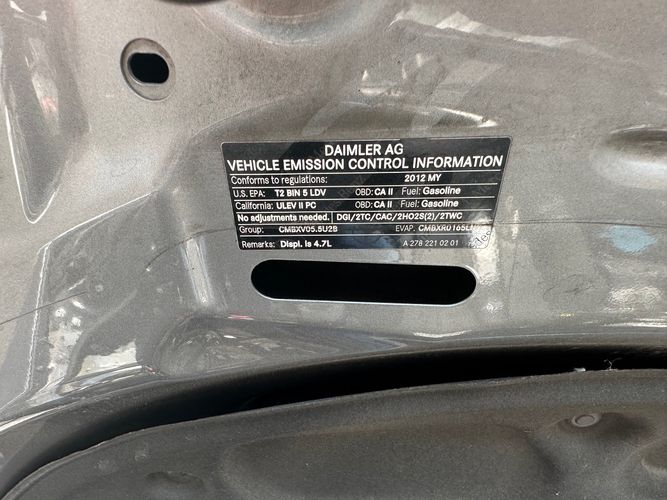 DAIMLER AG
VEHICLE EMISSION CONTROL INFORMATION
Conforms to regulations: 2012 MY
U.S. EPA: T2 BIN 5 LDV OBD: CA II Fuel: Gasoline
California: ULEV II PC OBD: CA II Fuel: Gasoline
No adjustments needed. DGI/2TC/CAC/2HO2S(2)/2TWC
Group: CMBXV05.5U2B EVAP.
Remarks: Displ. is 4.7L A 278 221 02 01